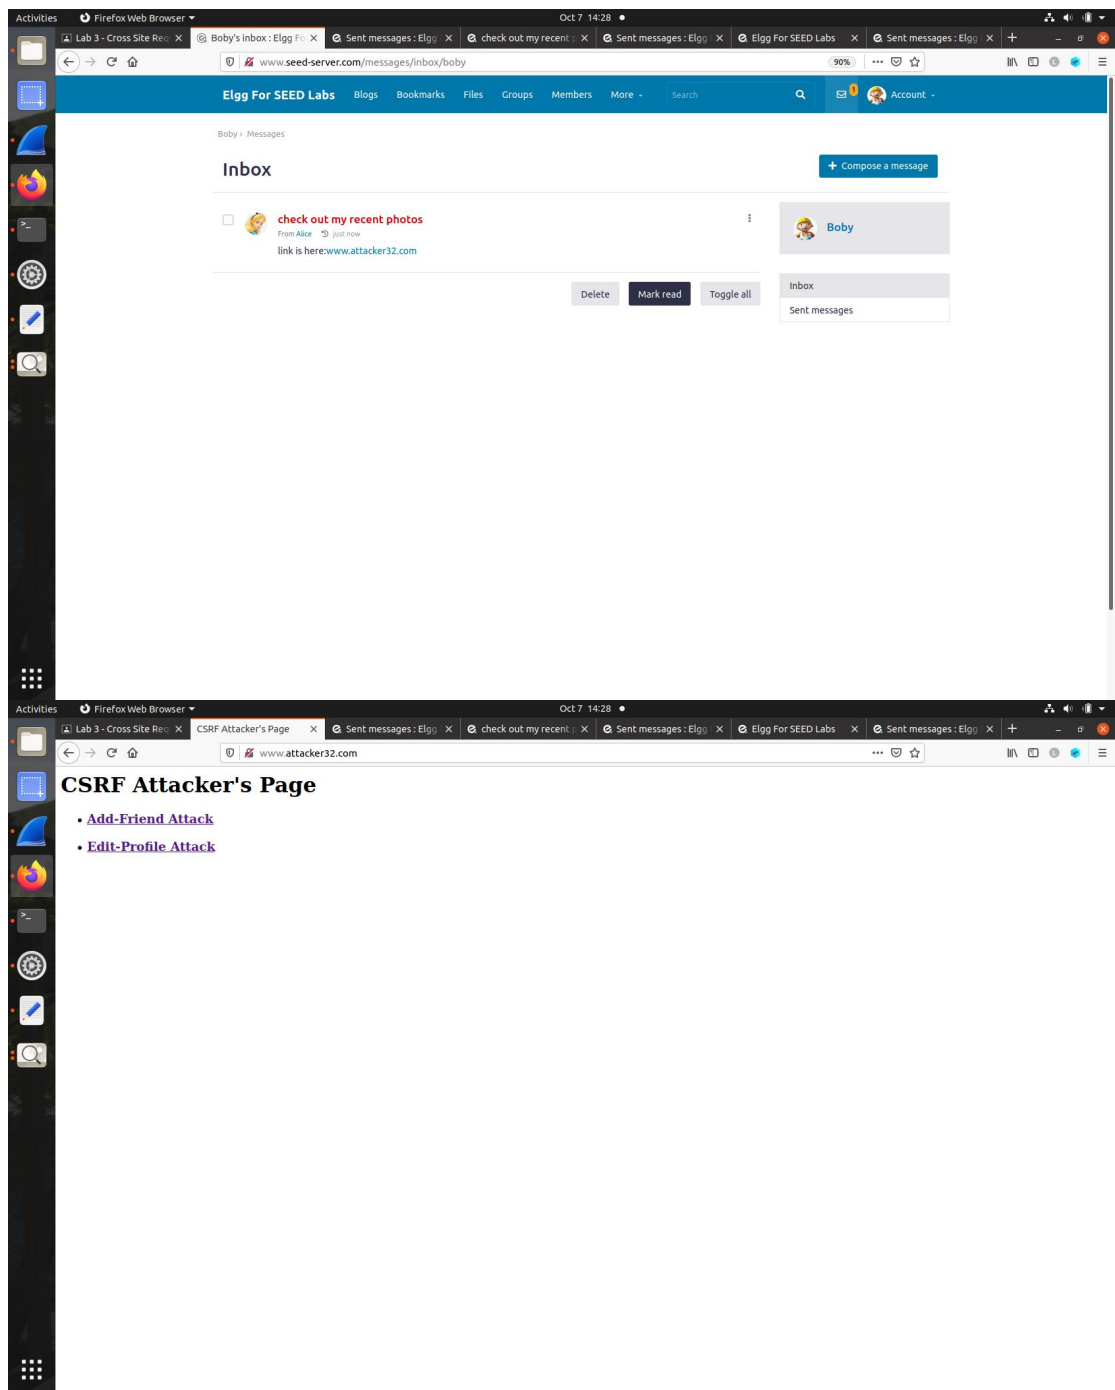 Activities Firefox Web Browser Oct 7 14:28
Lab 3 - Cross Site Req Boby's inbox : Elgg Fo Sent messages : Elgg check out my recent p Sent messages : Elgg Elgg For SEED Labs Sent messages : Elgg
www.seed-server.com/messages/inbox/boby 90%
Elgg For SEED Labs Blogs Bookmarks Files Groups Members More Search 1 Account
Boby › Messages
Inbox
+ Compose a message
check out my recent photos
From Alice just now
link is here:www.attacker32.com
Delete Mark read Toggle all
Boby
Inbox
Sent messages
Activities Firefox Web Browser Oct 7 14:28
Lab 3 - Cross Site Req CSRF Attacker's Page Sent messages : Elgg check out my recent p Sent messages : Elgg Elgg For SEED Labs Sent messages : Elgg
www.attacker32.com
CSRF Attacker's Page
• Add-Friend Attack
• Edit-Profile Attack